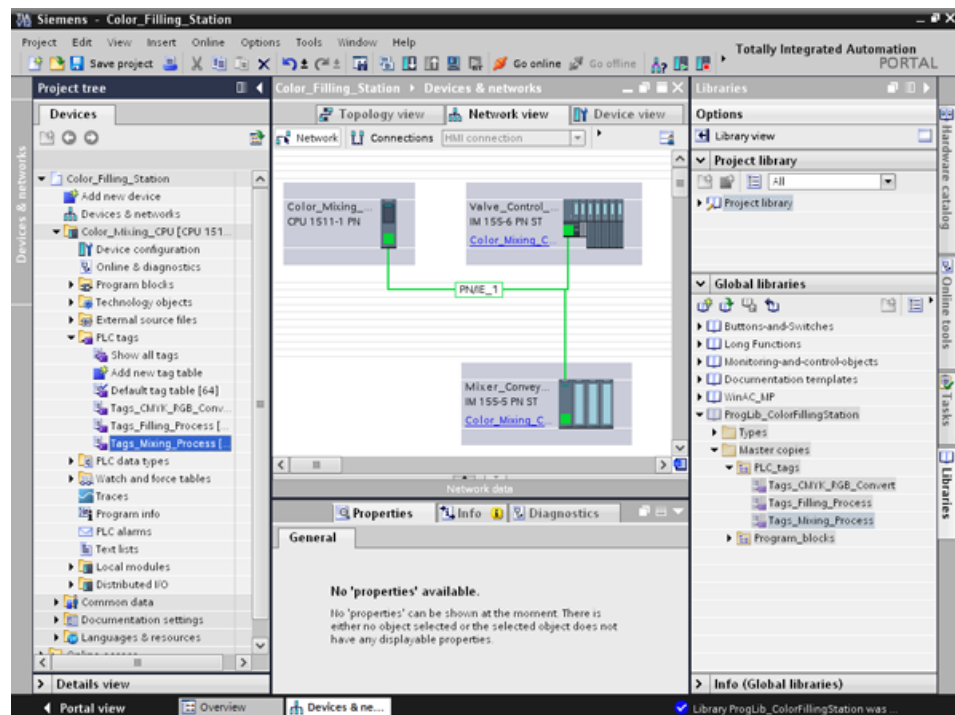 Siemens - Color_Filling_Station
Project Edit View Insert Online Options Tools Window Help
Totally Integrated Automation
PORTAL
Save project Go online Go offline
Project tree
Devices
Color_Filling_Station
Add new device
Devices & networks
Color_Mixing_CPU [CPU 151...
Device configuration
Online & diagnostics
Program blocks
Technology objects
External source files
PLC tags
Show all tags
Add new tag table
Default tag table [64]
Tags_CMYK_RGB_Conv...
Tags_Filling_Process [...
Tags_Mixing_Process [...
PLC data types
Watch and force tables
Traces
Program info
PLC alarms
Text lists
Local modules
Distributed I/O
Common data
Documentation settings
Languages & resources
Details view
Devices & networks
Color_Filling_Station Devices & networks
Topology view Network view Device view
Network Connections HMI connection
Color_Mixing_...
CPU 1511-1 PN
Valve_Control_...
IM 155-6 PN ST
Color_Mixing_C...
PN/IE_1
Mixer_Convey...
IM 155-5 PN ST
Color_Mixing_C...
Network data
Properties Info Diagnostics
General
No 'properties' available.
No 'properties' can be shown at the moment. There is
either no object selected or the selected object does not
have any displayable properties.
Libraries
Options
Library view
Project library
All
Project library
Global libraries
Buttons-and-Switches
Long Functions
Monitoring-and-control-objects
Documentation templates
WinAC_MP
ProgLib_ColorFillingStation
Types
Master copies
PLC_tags
Tags_CMYK_RGB_Convert
Tags_Filling_Process
Tags_Mixing_Process
Program_blocks
Info (Global libraries)
Hardware catalog
Online tools
Tasks
Libraries
Portal view Overview Devices & ne... Library ProgLib_ColorFillingStation was ...